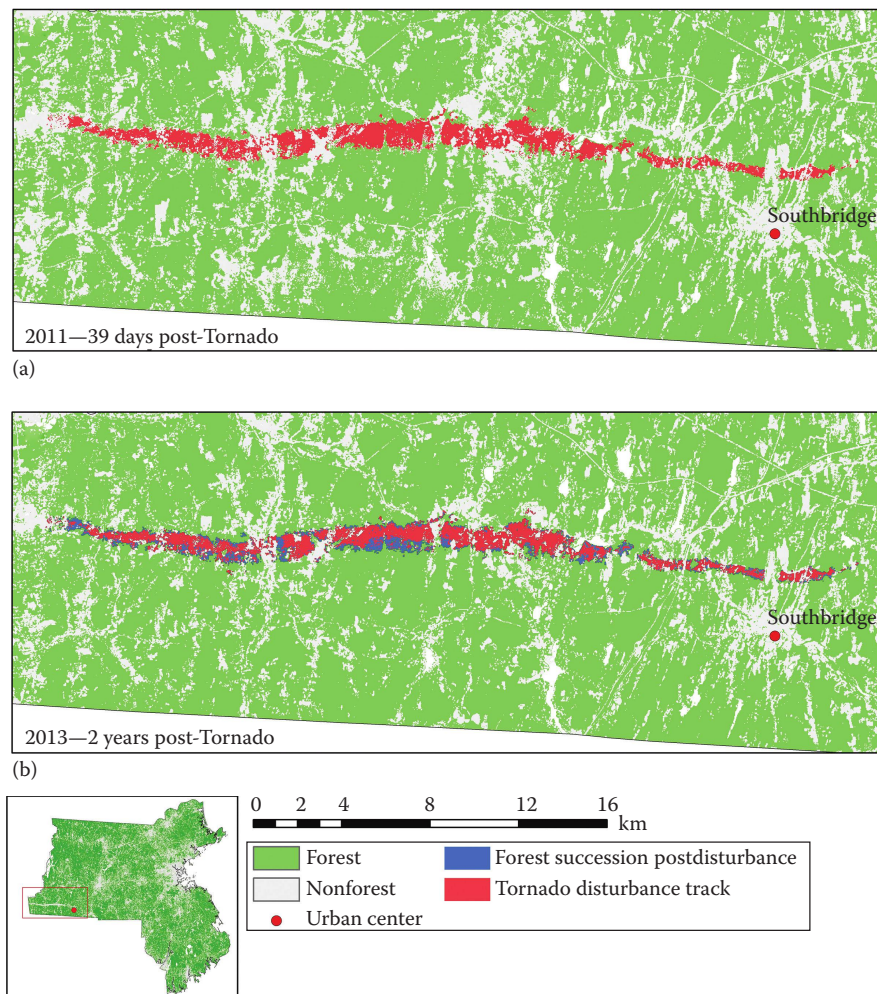 Southbridge
2011—39 days post-Tornado
(a)
Southbridge
2013—2 years post-Tornado
(b)
0 2 4 8 12 16
km
Forest
Forest succession postdisturbance
Nonforest
Tornado disturbance track
Urban center